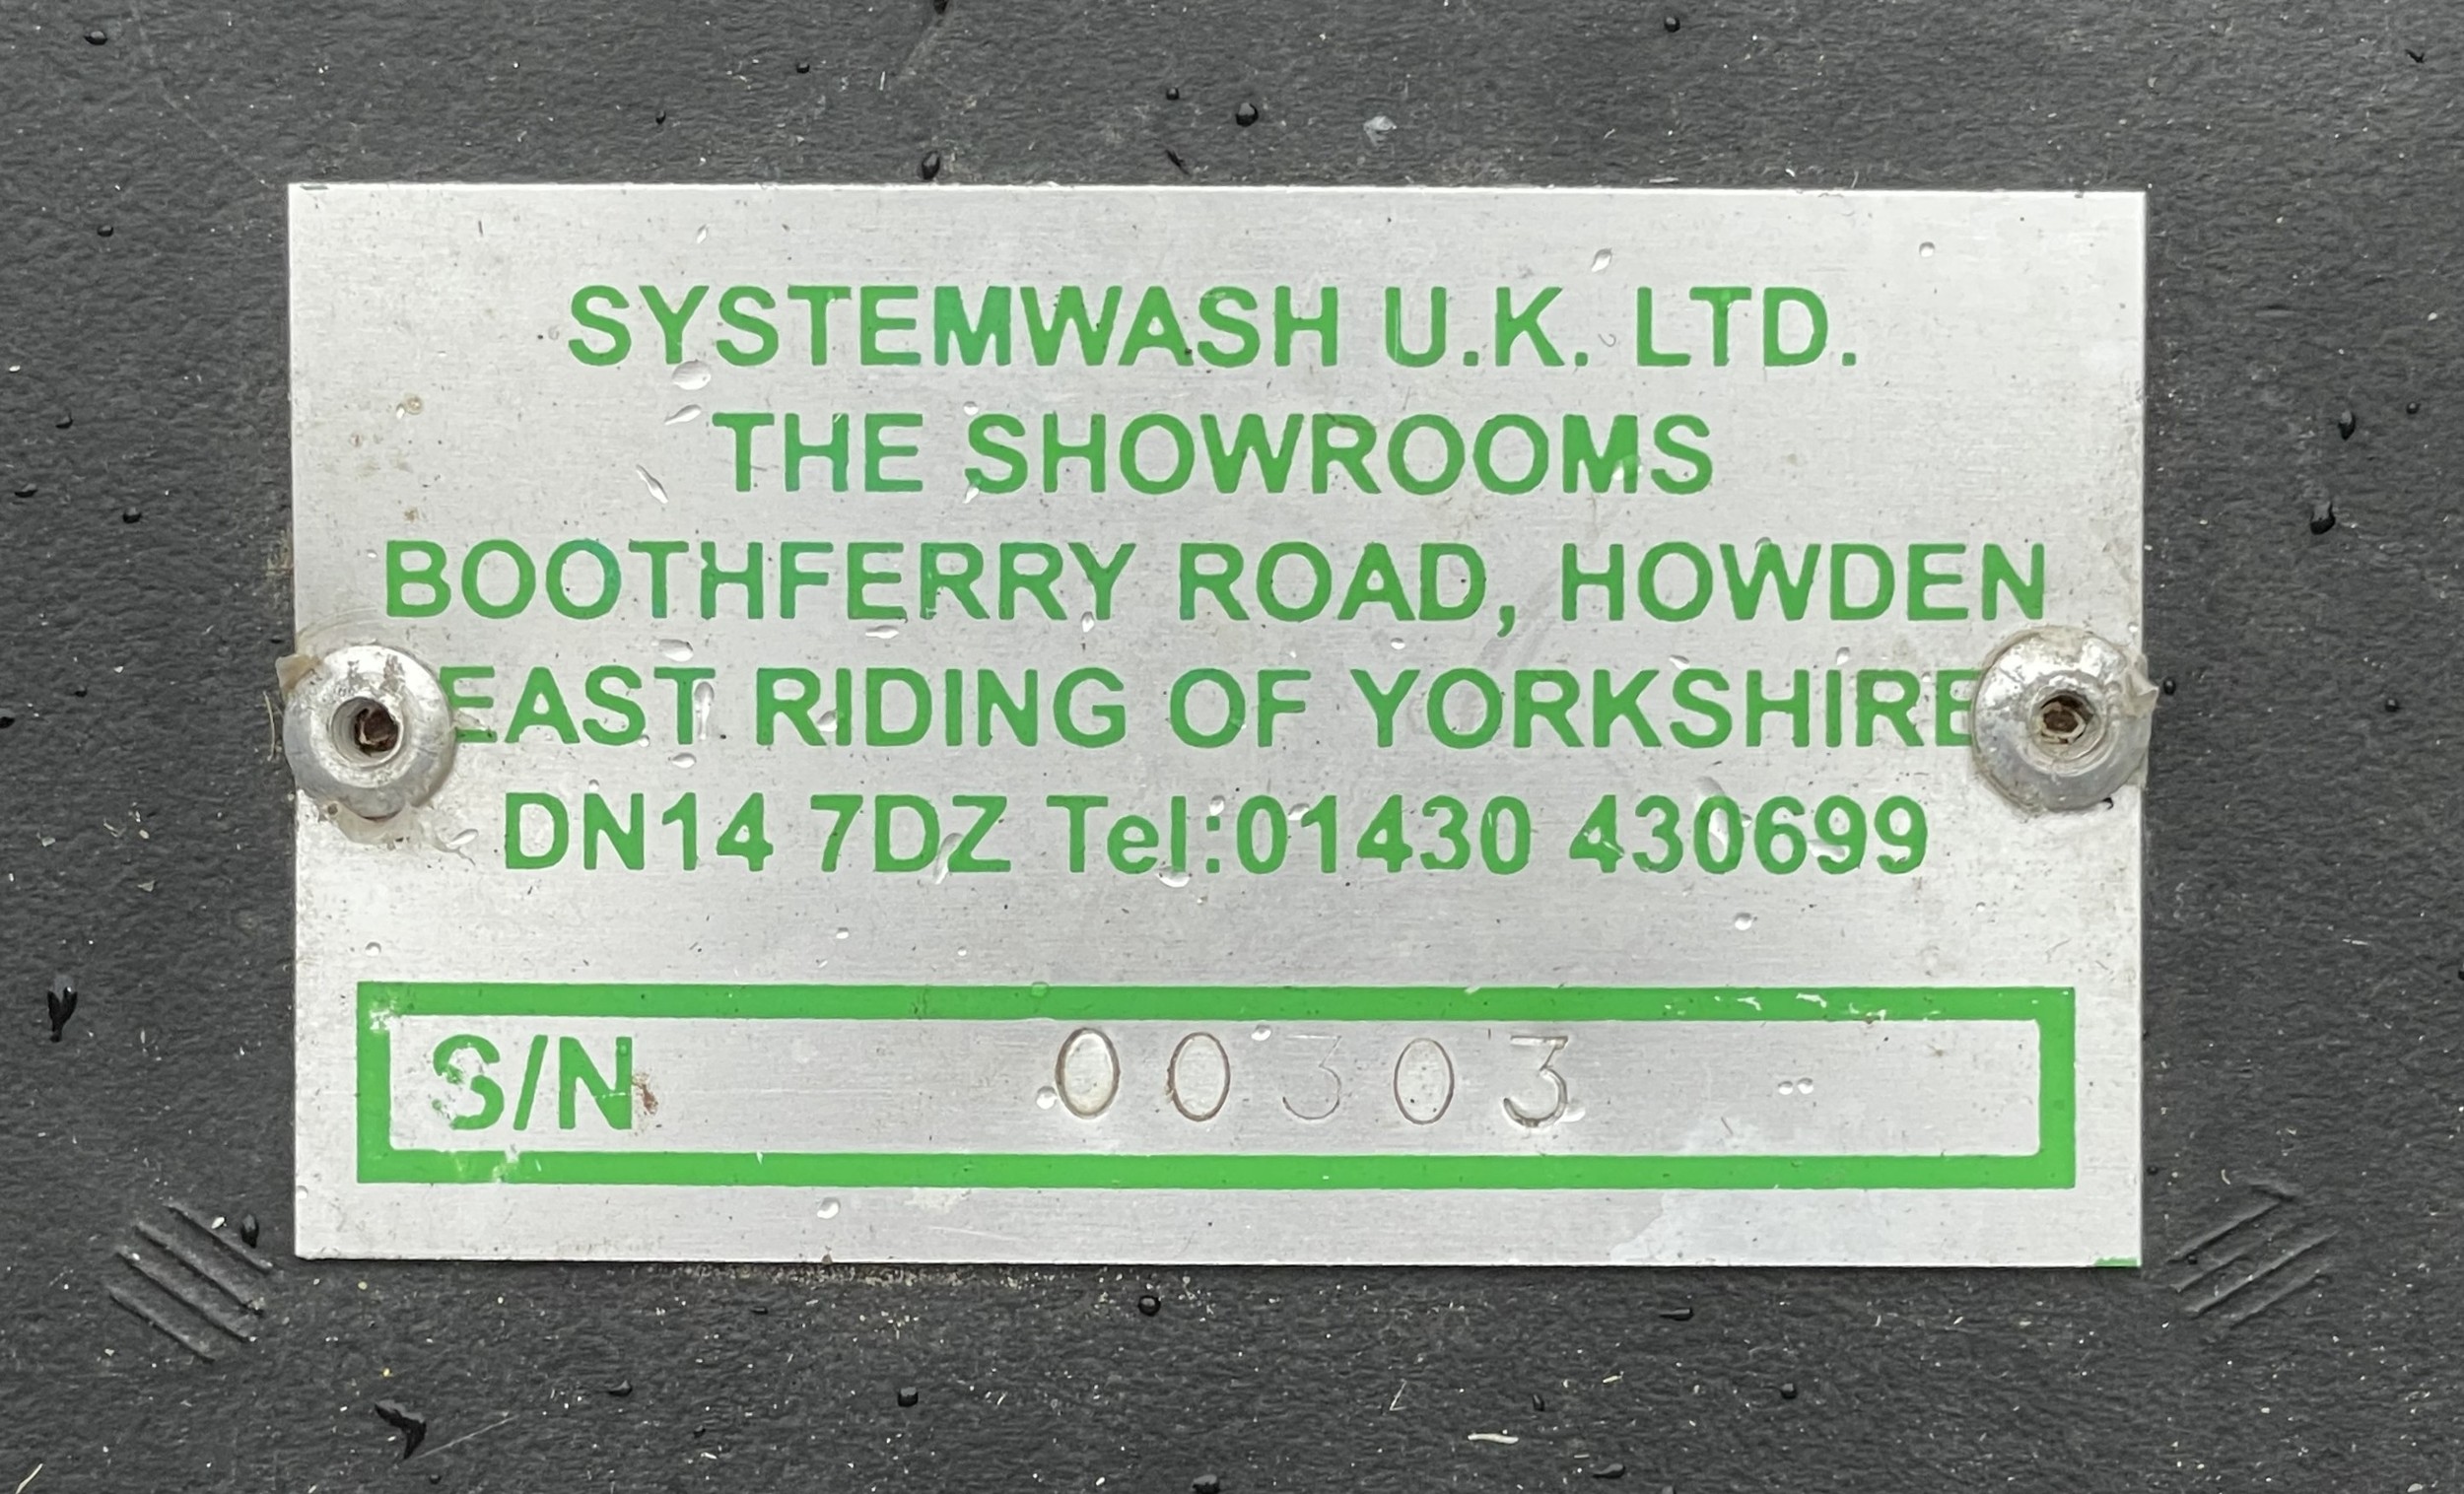 SYSTEMWASH U.K. LTD.
THE SHOWROOMS
BOOTHFERRY ROAD, HOWDEN
EAST RIDING OF YORKSHIRE
DN14 7DZ Tel:01430 430699
S/N 00303